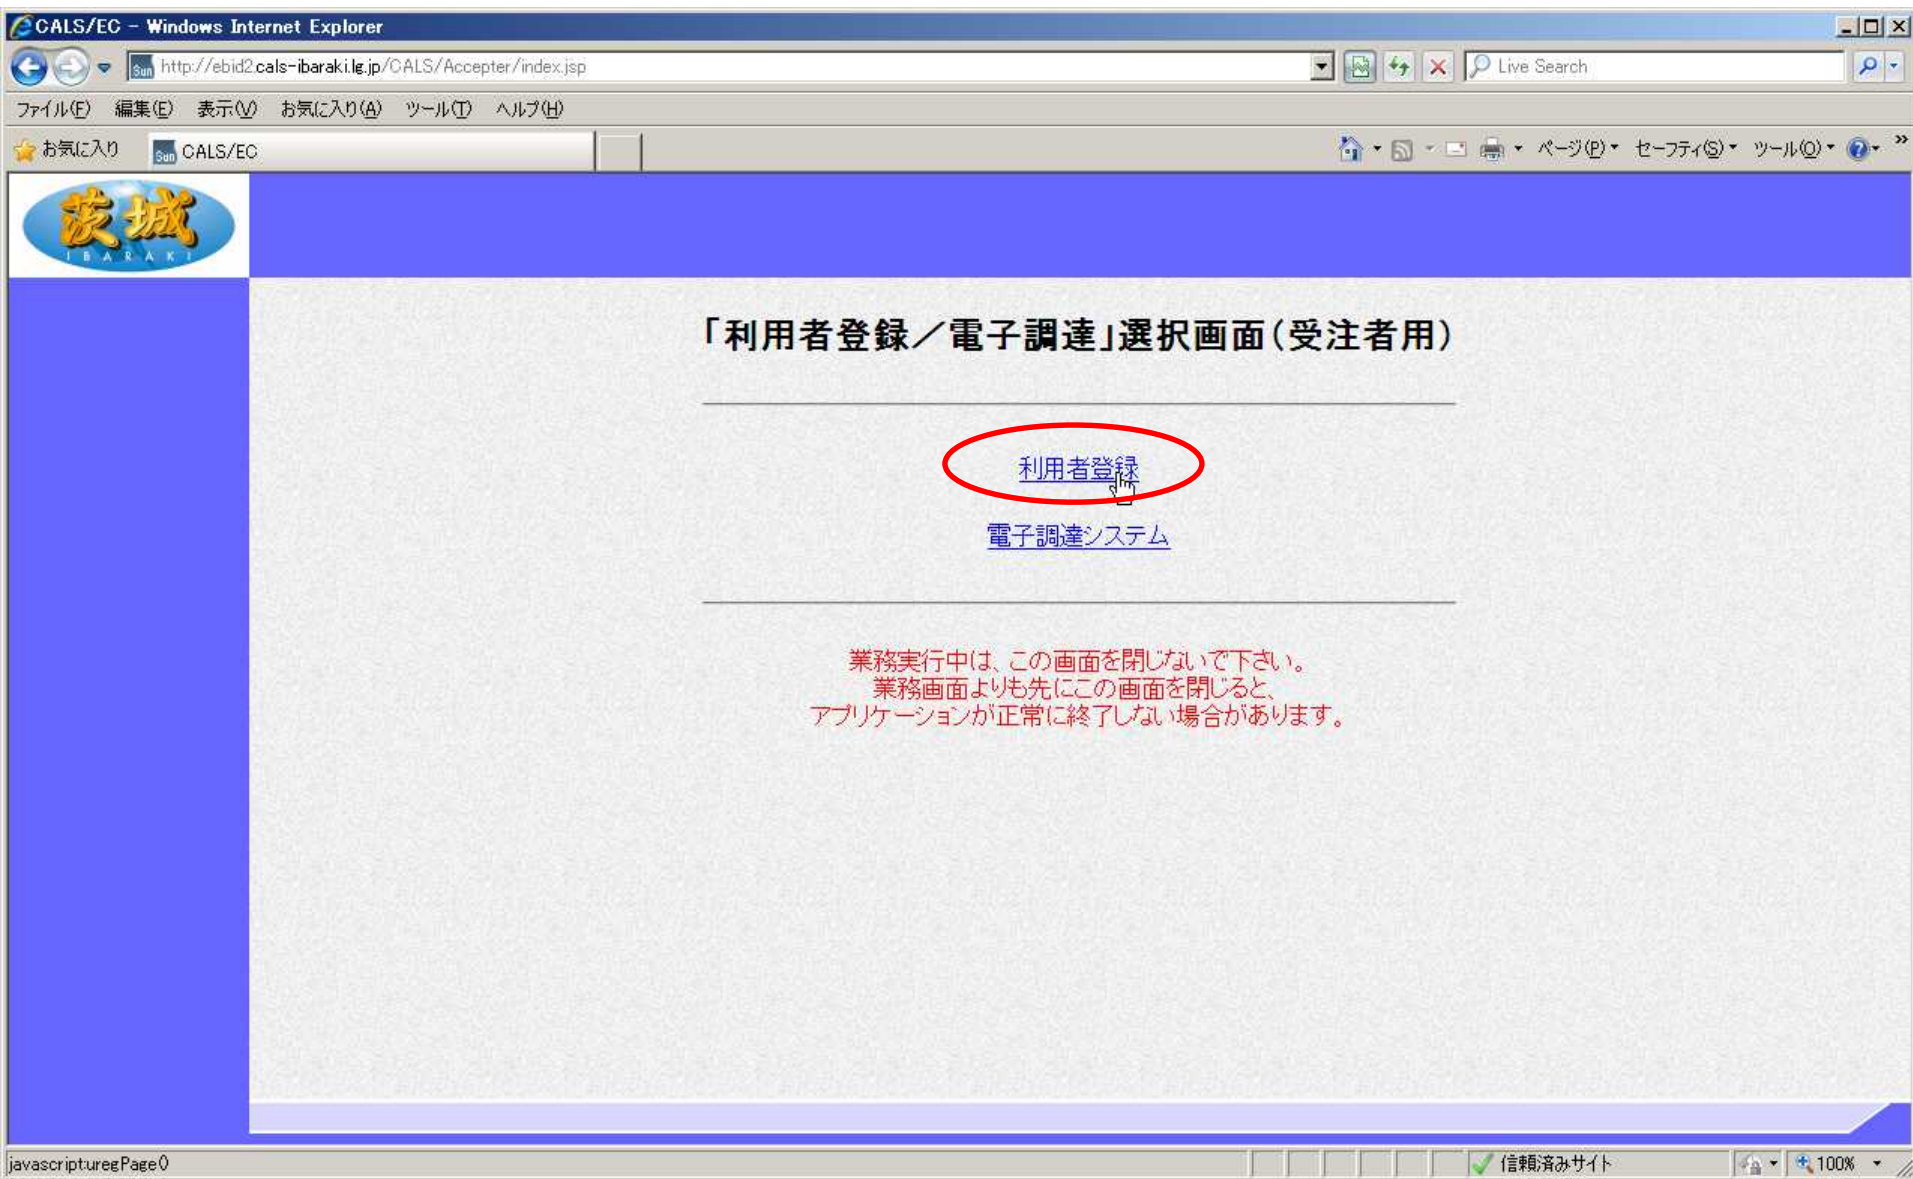 CALS/EC - Windows Internet Explorer
http://ebid2.cals-ibaraki.lg.jp/CALS/Accepter/index.jsp
Live Search
ファイル(F) 編集(E) 表示(V) お気に入り(A) ツール(T) ヘルプ(H)
お気に入り
Sun CALS/EC
ページ(P) セーフティ(S) ツール(O)
茨城
IBARAKI
「利用者登録／電子調達」選択画面(受注者用)
利用者登録
電子調達システム
業務実行中は、この画面を閉じないで下さい。
業務画面よりも先にこの画面を閉じると、
アプリケーションが正常に終了しない場合があります。
javascript:uregPage()
信頼済みサイト
100%